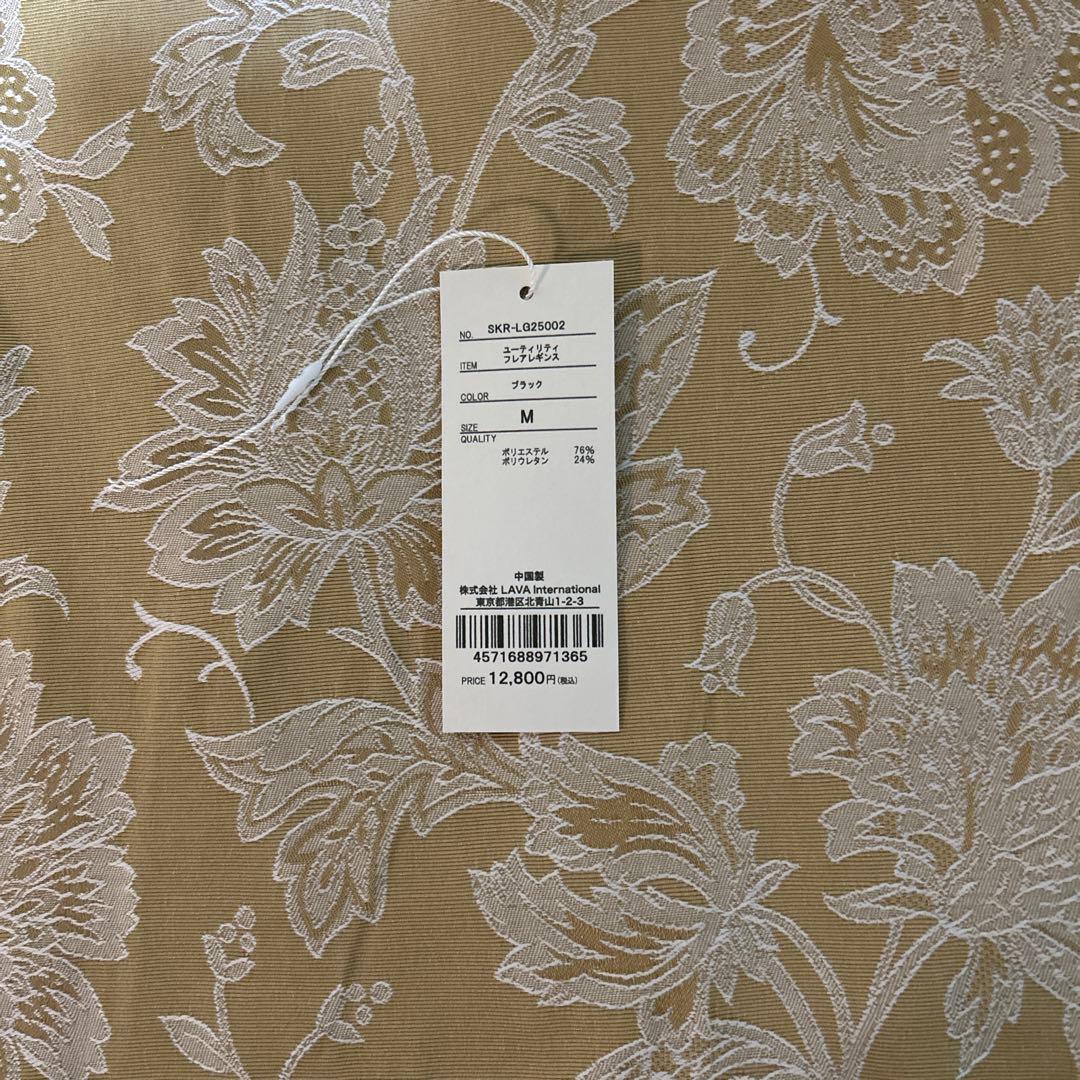 NO. SKR-LG25002
ユーティリティ
フレアレギンス
ITEM
ブラック
COLOR
M
SIZE
QUALITY
ポリエステル 76%
ポリウレタン 24%
中国製
株式会社 LAVA International
東京都港区北青山1-2-3
4571688971365
PRICE 12,800円(税込)